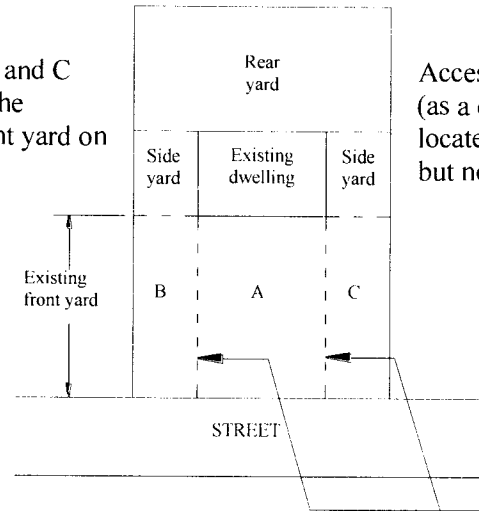 and C
he
nt yard on
Rear
yard
Acces
(as a
locate
but no
Side
yard
Existing
dwelling
Side
yard
Existing
front yard
B
A
C
STREET